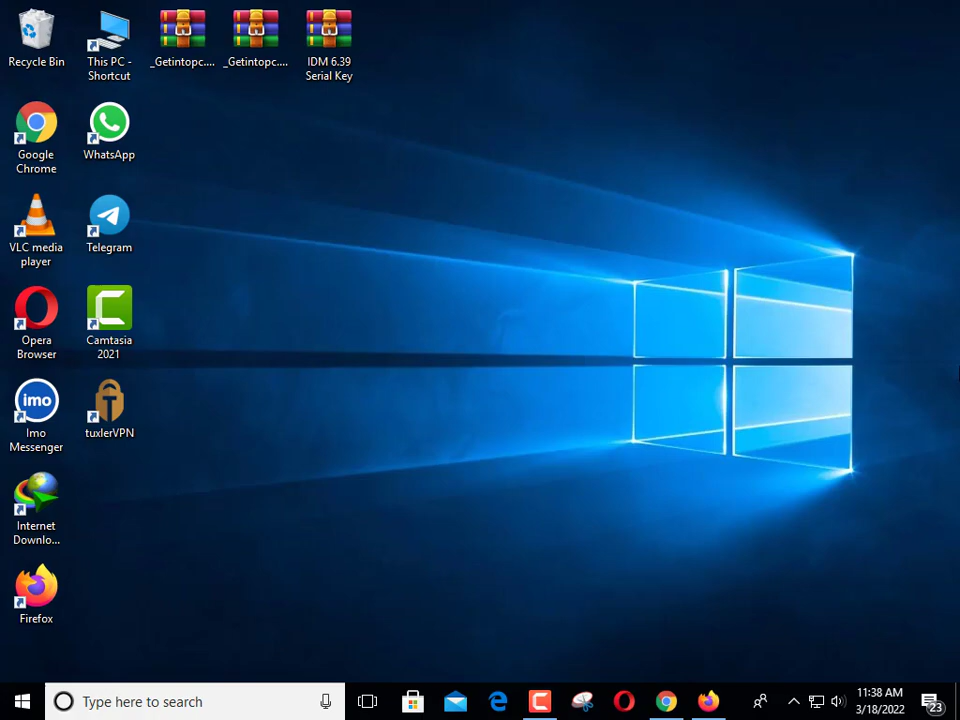 Recycle Bin
This PC -
Shortcut
_Getintopc....
_Getintopc....
IDM 6.39
Serial Key
Google
Chrome
WhatsApp
VLC media
player
Telegram
Opera
Browser
Camtasia
2021
imo
Imo
Messenger
tuxlerVPN
Internet
Downlo...
Firefox
Type here to search
11:38 AM
3/18/2022
23